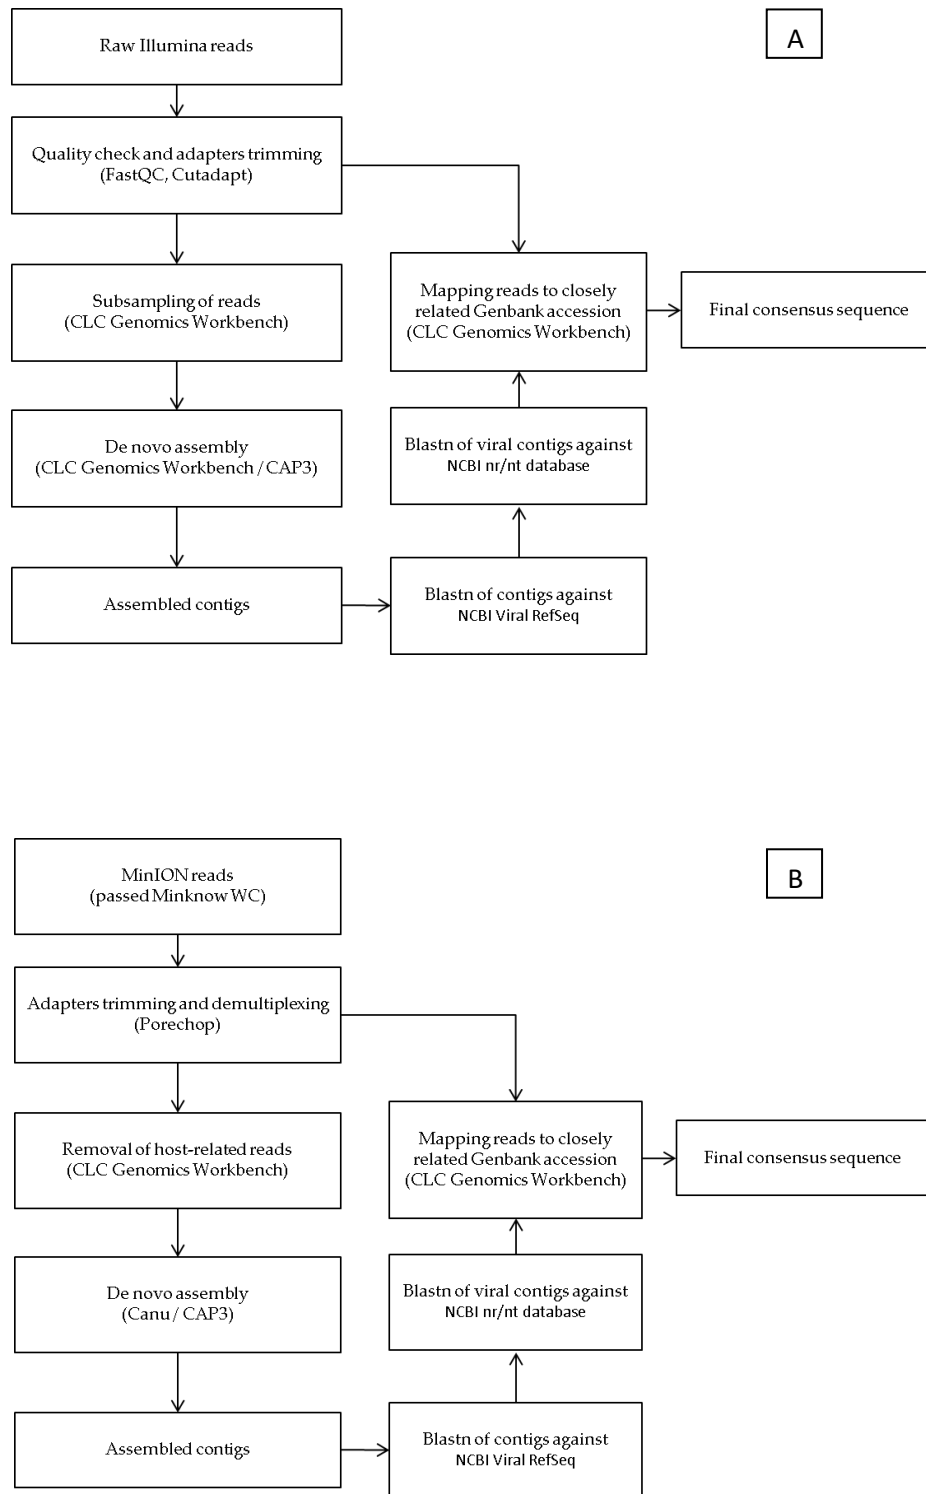 A
Raw Illumina reads
Quality check and adapters trimming
(FastQC, Cutadapt)
Subsampling of reads
(CLC Genomics Workbench)
De novo assembly
(CLC Genomics Workbench / CAP3)
Assembled contigs
Blastn of contigs against
NCBI Viral RefSeq
Blastn of viral contigs against
NCBI nr/nt database
Mapping reads to closely
related Genbank accession
(CLC Genomics Workbench)
Final consensus sequence
B
MinION reads
(passed Minknow WC)
Adapters trimming and demultiplexing
(Porechop)
Removal of host-related reads
(CLC Genomics Workbench)
De novo assembly
(Canu / CAP3)
Assembled contigs
Blastn of contigs against
NCBI Viral RefSeq
Blastn of viral contigs against
NCBI nr/nt database
Mapping reads to closely
related Genbank accession
(CLC Genomics Workbench)
Final consensus sequence